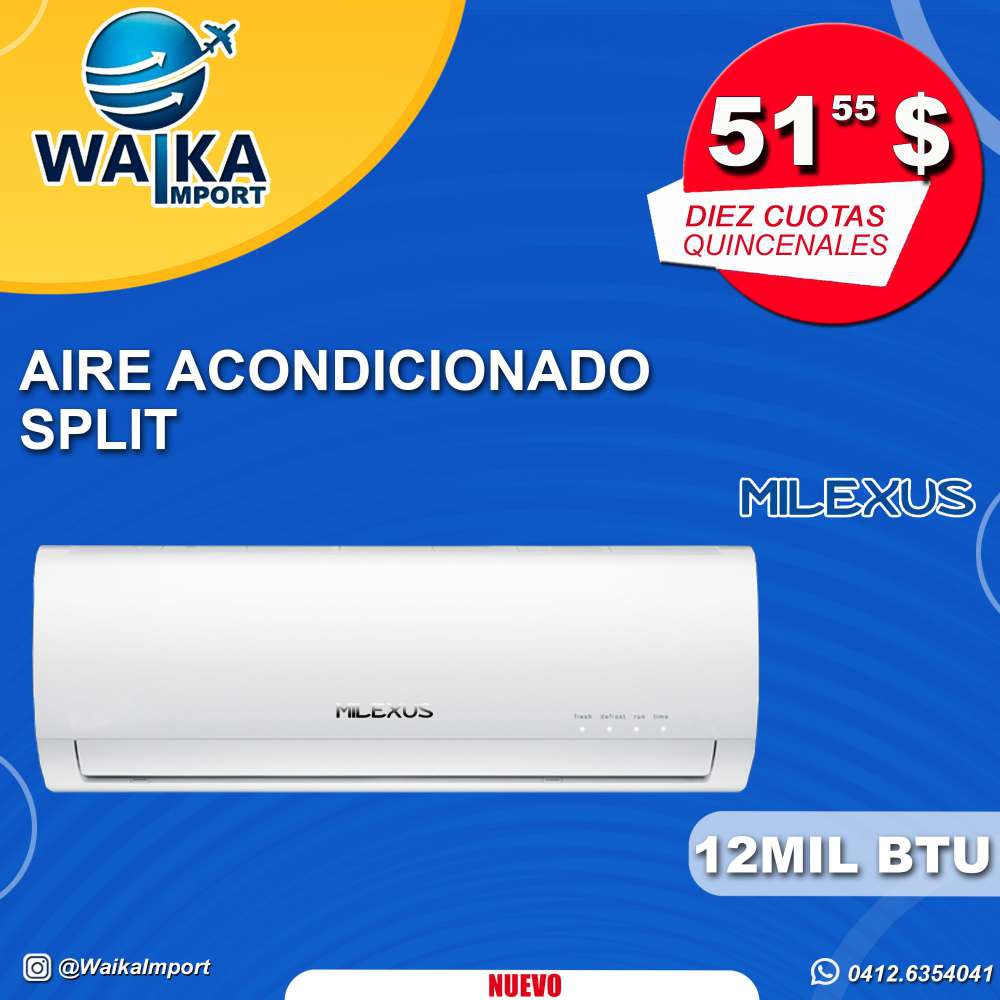 WAIKA
IMPORT
51 55 $
DIEZ CUOTAS
QUINCENALES
AIRE ACONDICIONADO
SPLIT
MILEXUS
MILEXUS
fresh defrost run time
12MIL BTU
@WaikaImport
NUEVO
0412.6354041